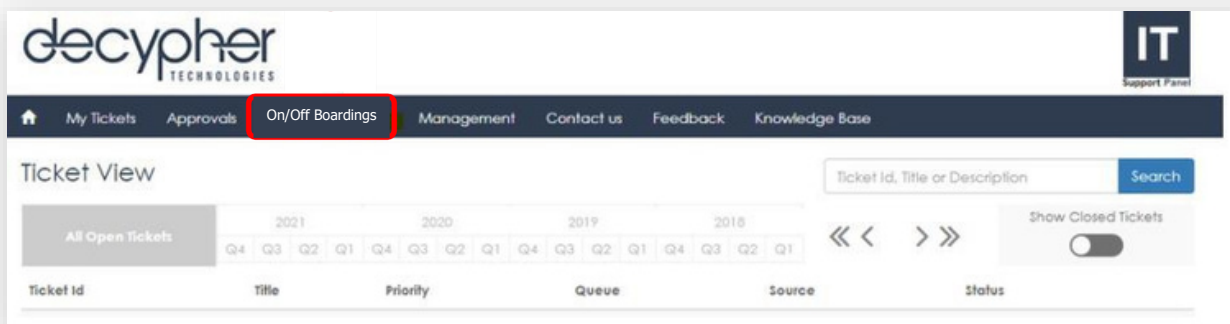 decypher
TECHNOLOGIES
IT
Support Panel
My Tickets Approvals On/Off Boardings Management Contact us Feedback Knowledge Base
Ticket View
Ticket Id, Title or Description Search
All Open Tickets
2021 2020 2019 2018
Q4 Q3 Q2 Q1 Q4 Q3 Q2 Q1 Q4 Q3 Q2 Q1 Q4 Q3 Q2 Q1
Show Closed Tickets
Ticket Id Title Priority Queue Source Status